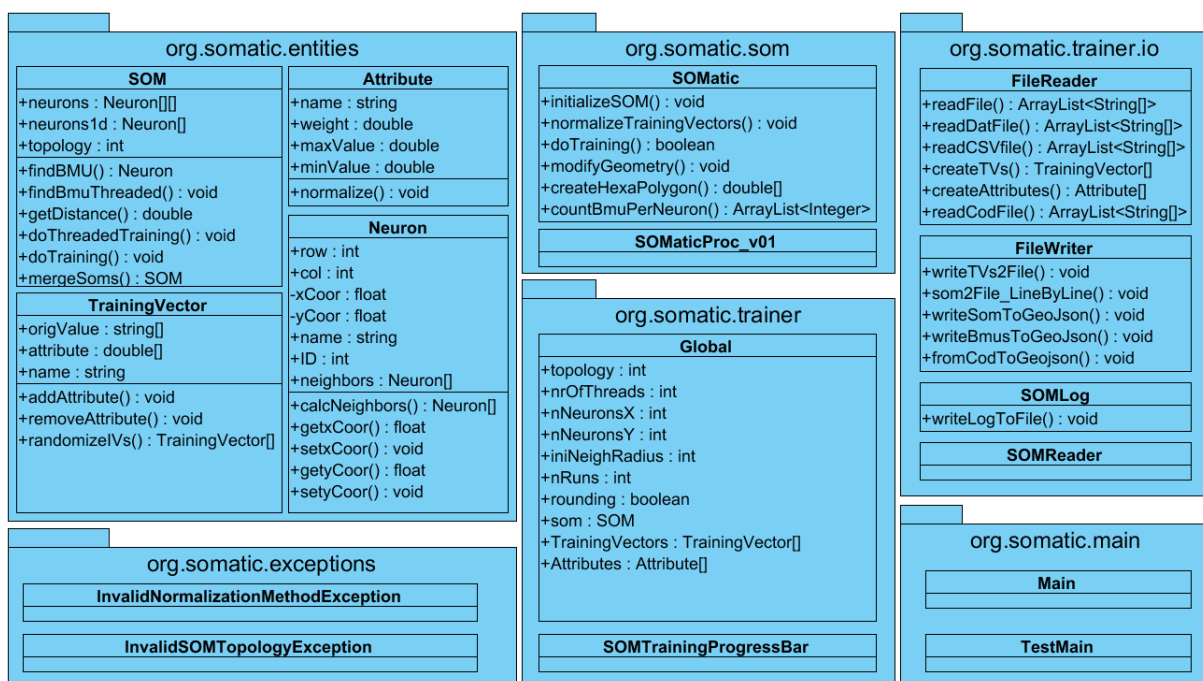 org.somatic.entities
SOM
+neurons : Neuron[][]
+neurons1d : Neuron[]
+topology : int
+findBMU() : Neuron
+findBmuThreaded() : void
+getDistance() : double
+doThreadedTraining() : void
+doTraining() : void
+mergeSoms() : SOM
TrainingVector
+origValue : string[]
+attribute : double[]
+name : string
+addAttribute() : void
+removeAttribute() : void
+randomizeIVs() : TrainingVector[]
Attribute
+name : string
+weight : double
+maxValue : double
+minValue : double
+normalize() : void
Neuron
+row : int
+col : int
-xCoor : float
-yCoor : float
+name : string
+ID : int
+neighbors : Neuron[]
+calcNeighbors() : Neuron[]
+getxCoor() : float
+setxCoor() : void
+getyCoor() : float
+setyCoor() : void
org.somatic.exceptions
InvalidNormalizationMethodException
InvalidSOMTopologyException
org.somatic.som
SOMatic
+initializeSOM() : void
+normalizeTrainingVectors() : void
+doTraining() : boolean
+modifyGeometry() : void
+createHexaPolygon() : double[]
+countBmuPerNeuron() : ArrayList<Integer>
SOMaticProc_v01
org.somatic.trainer
Global
+topology : int
+nrOfThreads : int
+nNeuronsX : int
+nNeuronsY : int
+iniNeighRadius : int
+nRuns : int
+rounding : boolean
+som : SOM
+TrainingVectors : TrainingVector[]
+Attributes : Attribute[]
SOMTrainingProgressBar
org.somatic.trainer.io
FileReader
+readFile() : ArrayList<String[]>
+readDatFile() : ArrayList<String[]>
+readCSVfile() : ArrayList<String[]>
+createTVs() : TrainingVector[]
+createAttributes() : Attribute[]
+readCodFile() : ArrayList<String[]>
FileWriter
+writeTVs2File() : void
+som2File_LineByLine() : void
+writeSomToGeoJson() : void
+writeBmusToGeoJson() : void
+fromCodToGeojson() : void
SOMLog
+writeLogToFile() : void
SOMReader
org.somatic.main
Main
TestMain